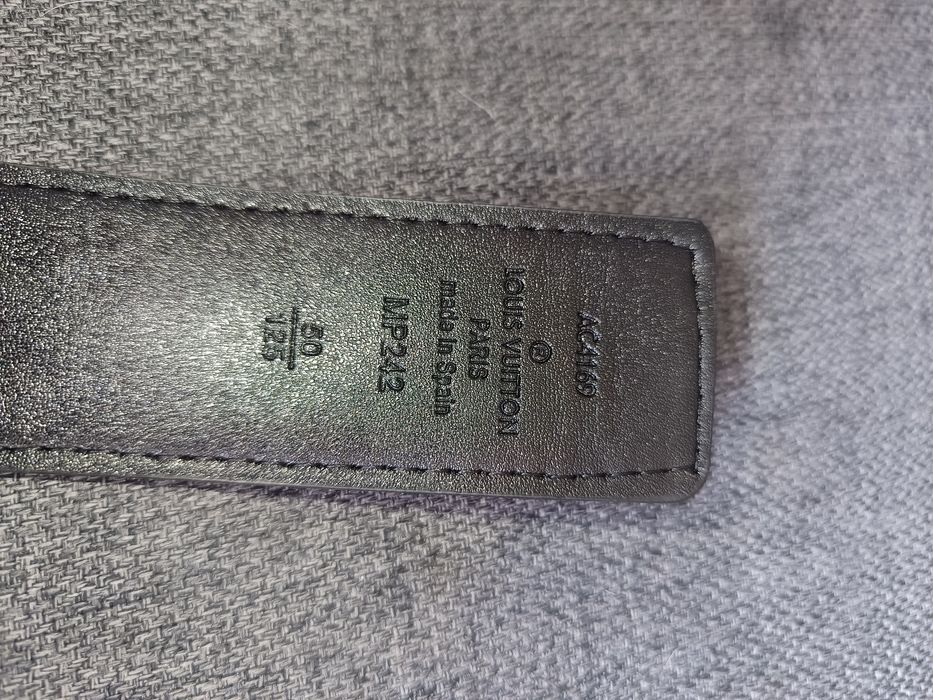 AC4169
®
LOUIS VUITTON
PARIS
made in Spain
MP242
50
125